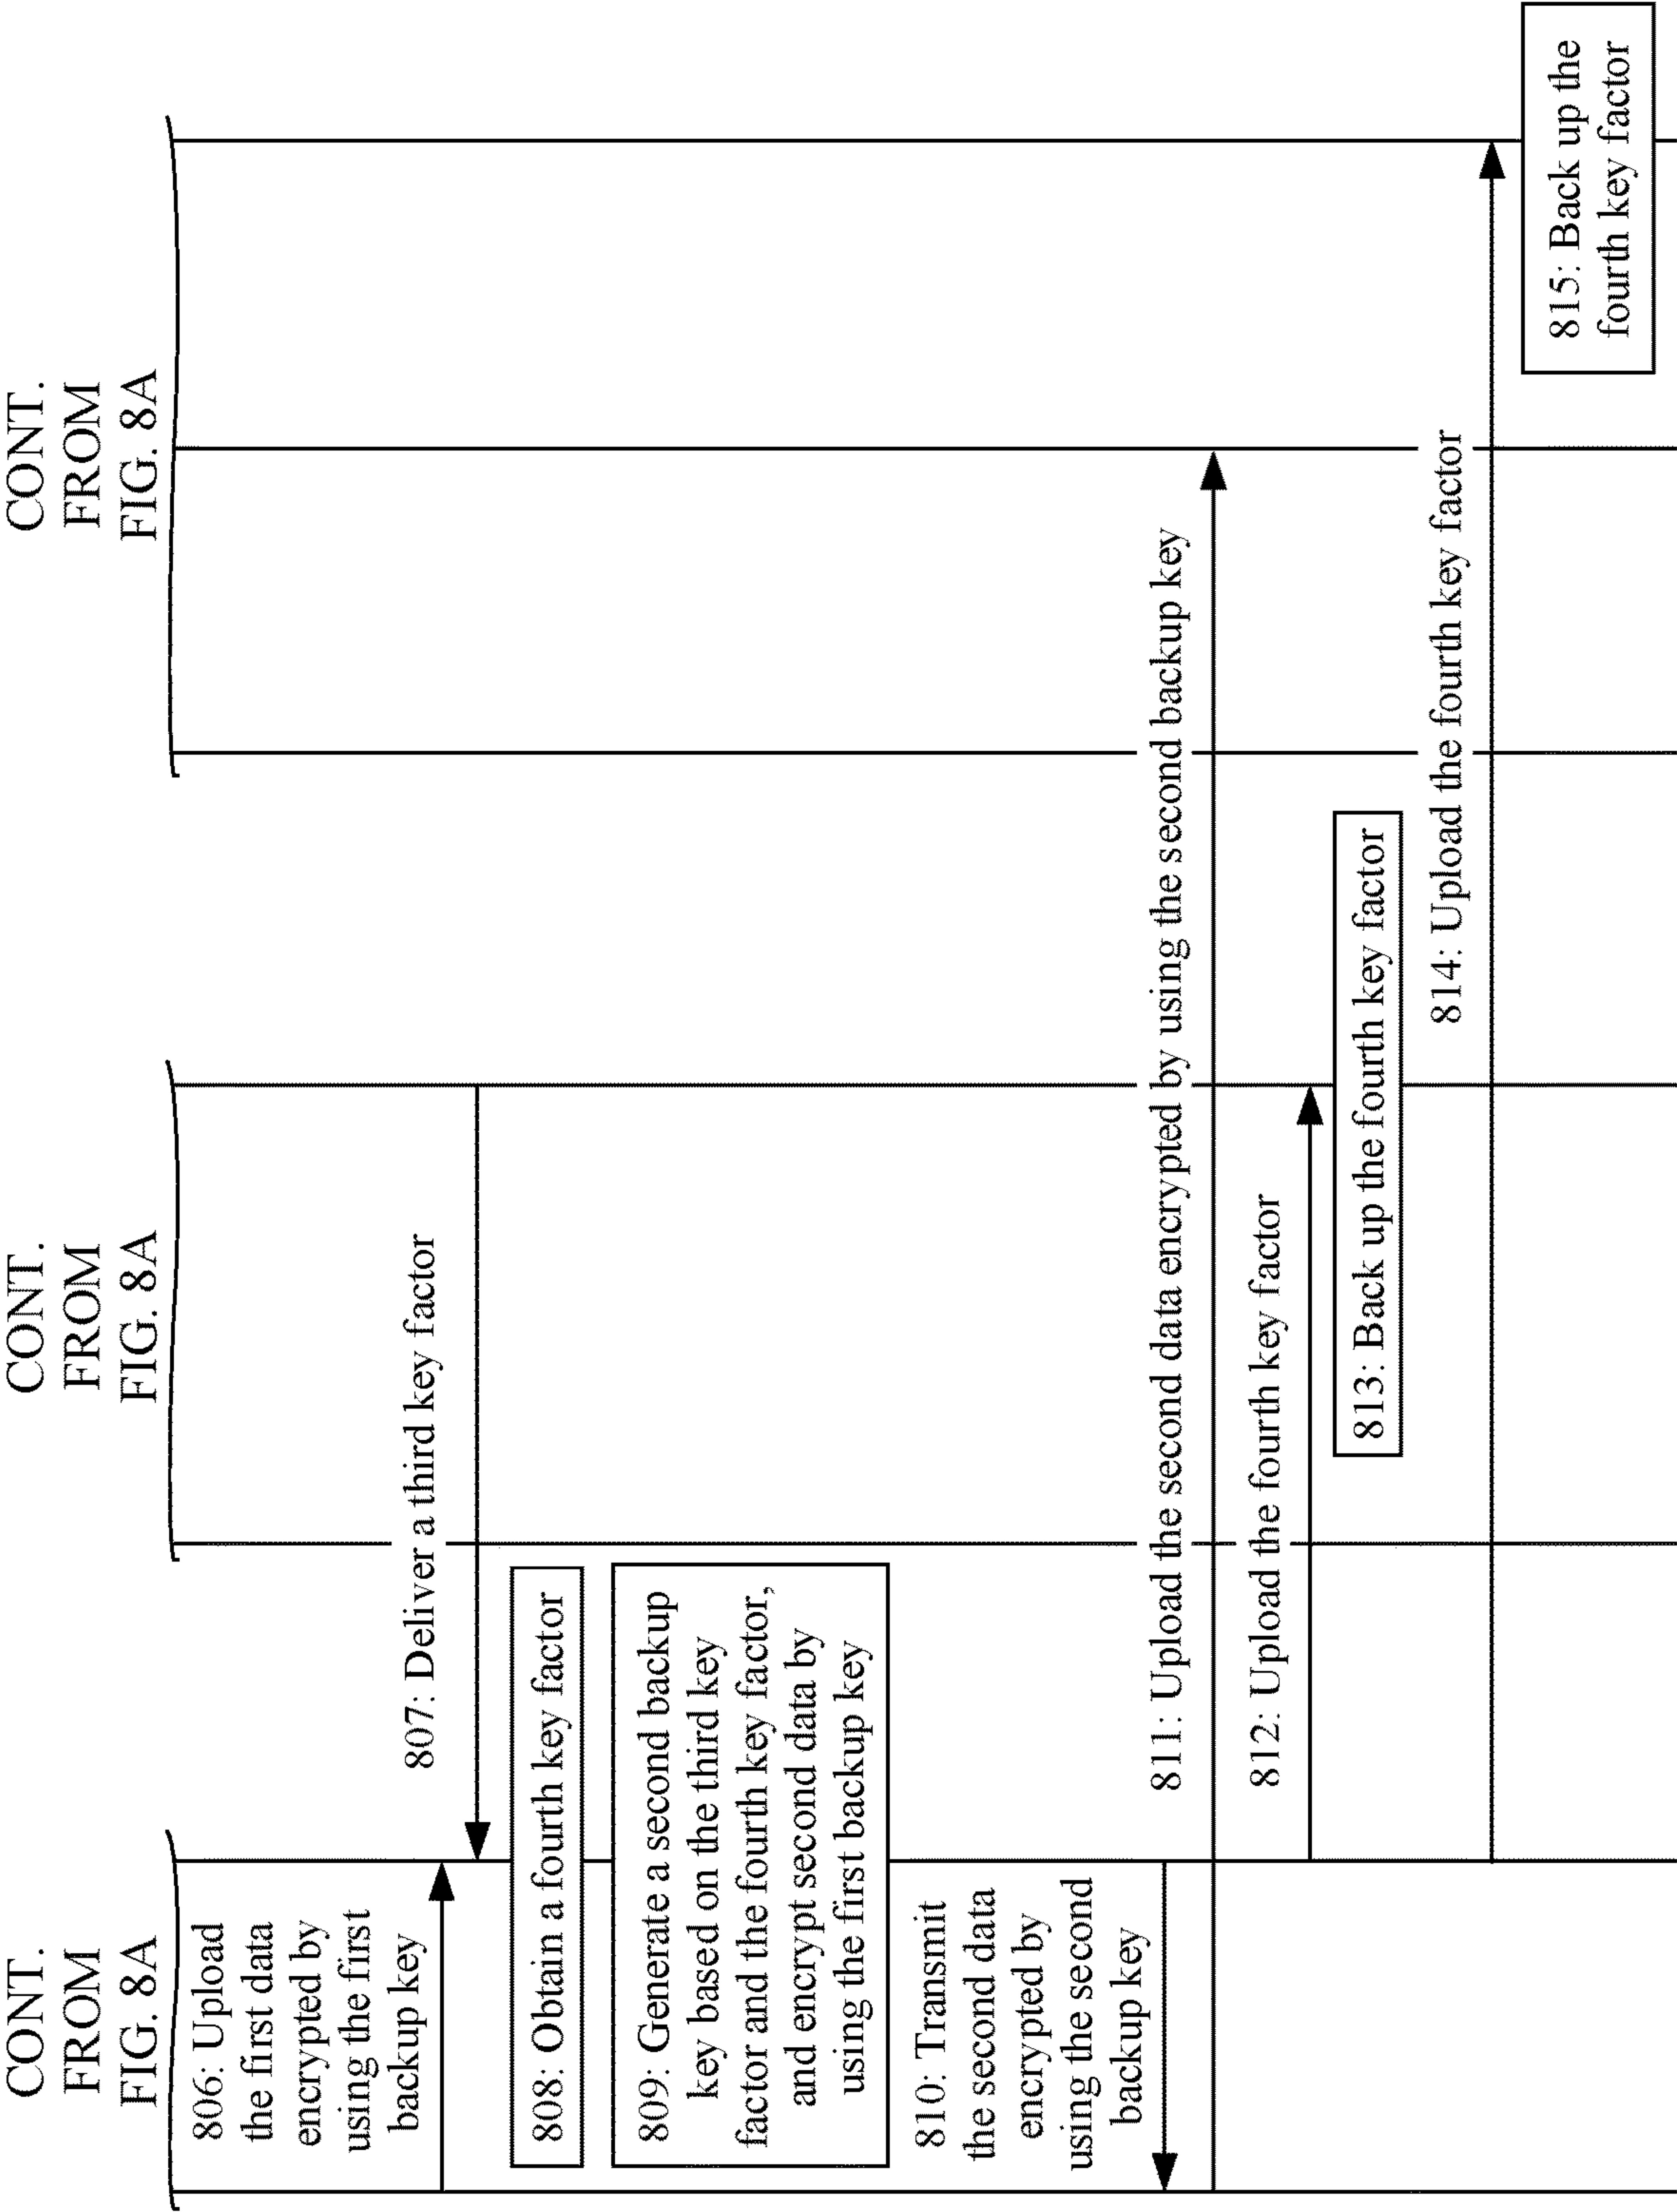 CONT.
FROM
FIG. 8A
CONT.
FROM
FIG. 8A
CONT.
FROM
FIG. 8A
806: Upload
the first data
encrypted by
using the first
backup key
807: Deliver a third key factor
808: Obtain a fourth key factor
809: Generate a second backup
key based on the third key
factor and the fourth key factor,
and encrypt second data by
using the first backup key
810: Transmit
the second data
encrypted by
using the second
backup key
811: Upload the second data encrypted by using the second backup key
812: Upload the fourth key factor
813: Back up the fourth key factor
814: Upload the fourth key factor
815: Back up the
fourth key factor